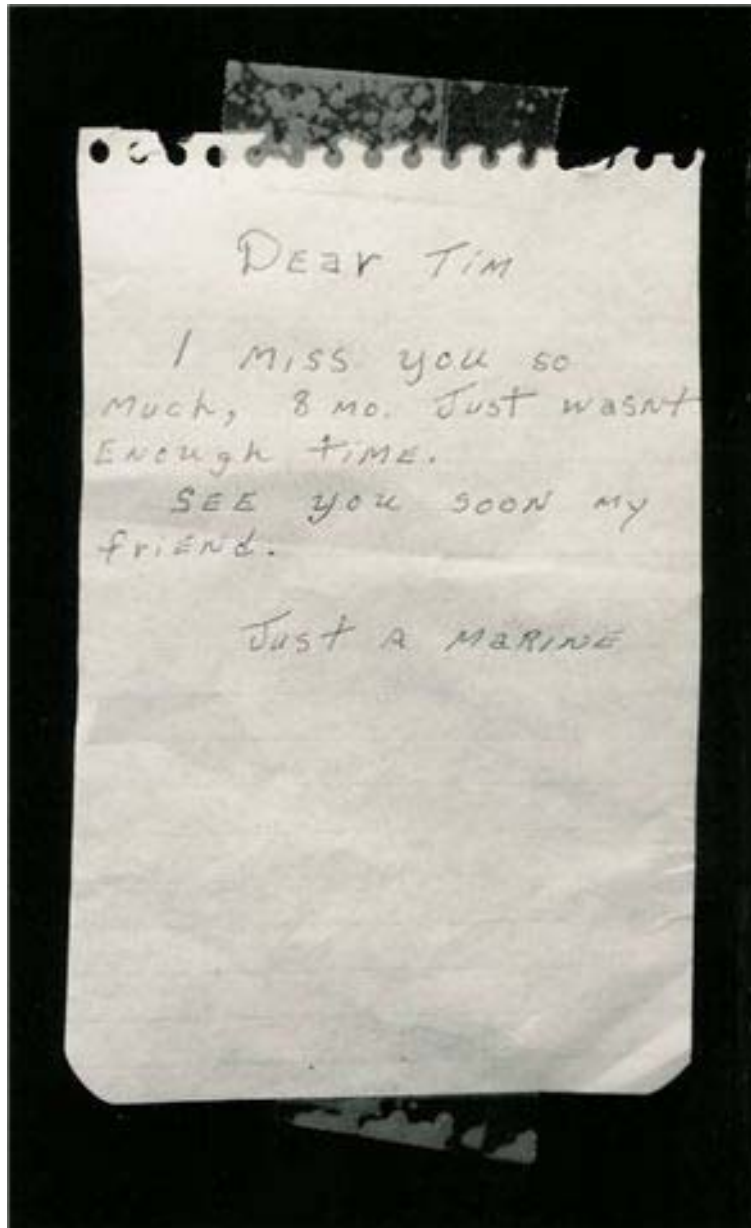 Dear Tim
I miss you so
much, 8 mo. Just wasnt
Enough time.
SEE you soon my
friend.
Just A Marine